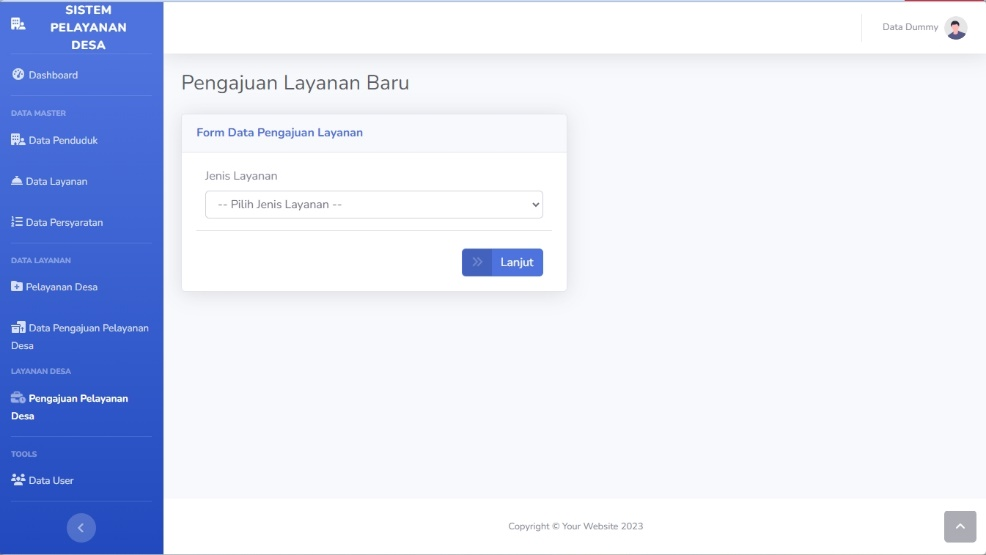 SISTEM
PELAYANAN
DESA
Dashboard
DATA MASTER
Data Penduduk
Data Layanan
Data Persyaratan
DATA LAYANAN
Pelayanan Desa
Data Pengajuan Pelayanan
Desa
LAYANAN DESA
Pengajuan Pelayanan
Desa
TOOLS
Data User
Data Dummy
Pengajuan Layanan Baru
Form Data Pengajuan Layanan
Jenis Layanan
-- Pilih Jenis Layanan --
Lanjut
Copyright © Your Website 2023